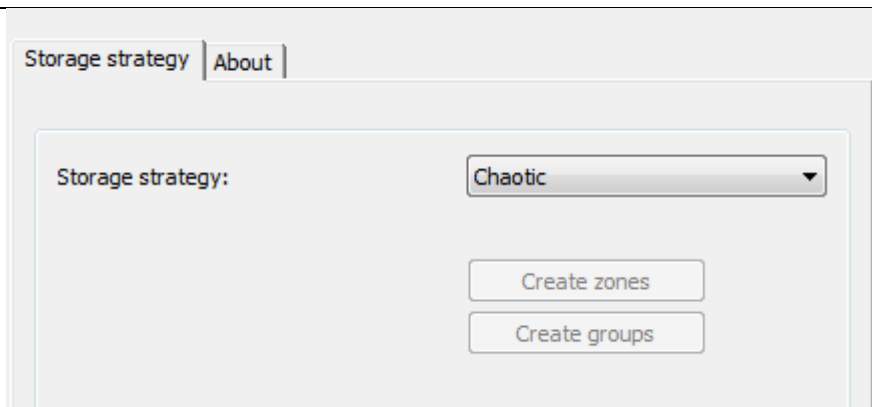 Storage strategy About
Storage strategy: Chaotic
Create zones
Create groups